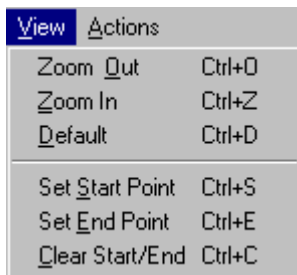 View Actions
Zoom Out Ctrl+O
Zoom In Ctrl+Z
Default Ctrl+D
Set Start Point Ctrl+S
Set End Point Ctrl+E
Clear Start/End Ctrl+C